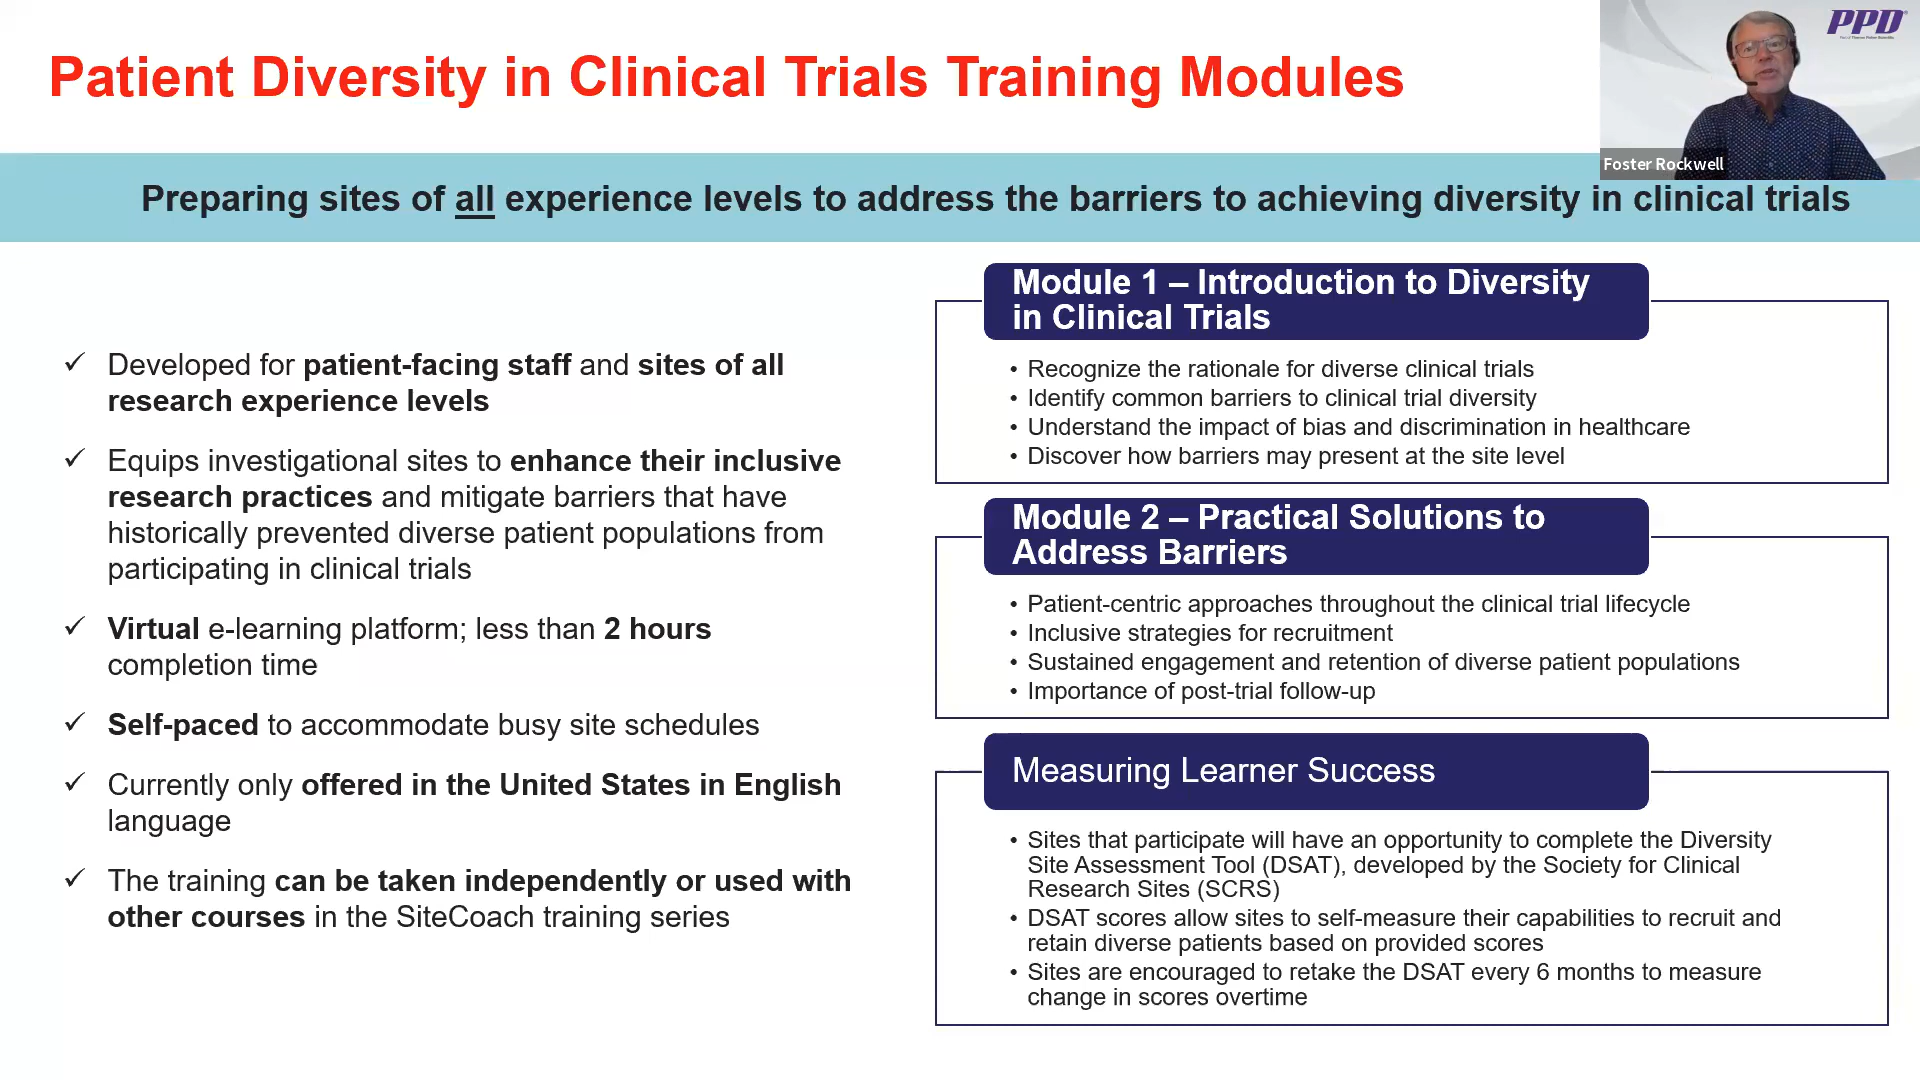 Patient Diversity in Clinical Trials Training Modules
PPD
Foster Rockwell
Preparing sites of all experience levels to address the barriers to achieving diversity in clinical trials
✓ Developed for patient-facing staff and sites of all
research experience levels
✓ Equips investigational sites to enhance their inclusive
research practices and mitigate barriers that have
historically prevented diverse patient populations from
participating in clinical trials
✓ Virtual e-learning platform; less than 2 hours
completion time
✓ Self-paced to accommodate busy site schedules
✓ Currently only offered in the United States in English
language
✓ The training can be taken independently or used with
other courses in the SiteCoach training series
Module 1 – Introduction to Diversity
in Clinical Trials
• Recognize the rationale for diverse clinical trials
• Identify common barriers to clinical trial diversity
• Understand the impact of bias and discrimination in healthcare
• Discover how barriers may present at the site level
Module 2 – Practical Solutions to
Address Barriers
• Patient-centric approaches throughout the clinical trial lifecycle
• Inclusive strategies for recruitment
• Sustained engagement and retention of diverse patient populations
• Importance of post-trial follow-up
Measuring Learner Success
• Sites that participate will have an opportunity to complete the Diversity
Site Assessment Tool (DSAT), developed by the Society for Clinical
Research Sites (SCRS)
• DSAT scores allow sites to self-measure their capabilities to recruit and
retain diverse patients based on provided scores
• Sites are encouraged to retake the DSAT every 6 months to measure
change in scores overtime